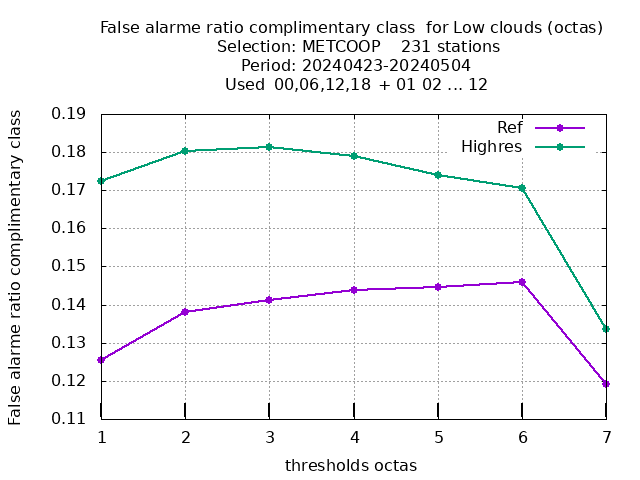 False alarme ratio complimentary class  for Low clouds (octas)
Selection: METCOOP    231 stations
Period: 20240423-20240504
Used  00,06,12,18 + 01 02 ... 12
False alarme ratio complimentary class
0.19
0.18
0.17
0.16
0.15
0.14
0.13
0.12
0.11
Ref
Highres
1 2 3 4 5 6 7
thresholds octas